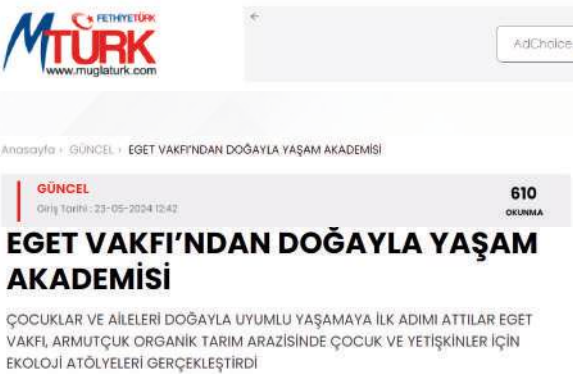 FETHİYETÜRK
MTÜRK
www.muglaturk.com
AdChoice
Anasayfa › GÜNCEL › EGET VAKFI'NDAN DOĞAYLA YAŞAM AKADEMİSİ
GÜNCEL
Giriş Tarihi : 23-05-2024 12:42
610
OKUNMA
EGET VAKFI’NDAN DOĞAYLA YAŞAM
AKADEMİSİ
ÇOCUKLAR VE AİLELERİ DOĞAYLA UYUMLU YAŞAMAYA İLK ADIMI ATTILAR EGET
VAKFI, ARMUTÇUK ORGANİK TARIM ARAZİSİNDE ÇOCUK VE YETİŞKİNLER İÇİN
EKOLOJİ ATÖLYELERİ GERÇEKLEŞTİRDİ